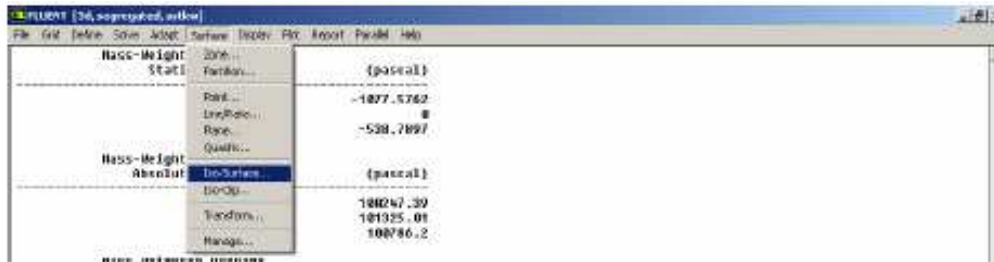 FLUENT [3d, segregated, sstkw]
File Grid Define Solve Adapt Surface Display Plot Report Parallel Help
Mass-Weight
Stati (pascal)
Zone...
Partition...
Point...
Line/Rake...
Plane...
Quadric...
Iso-Surface...
Iso-Clip...
Transform...
Manage...
-1077.5762
0
-538.7897
Mass-Weight
Absolut (pascal)
100247.39
101325.01
100786.2